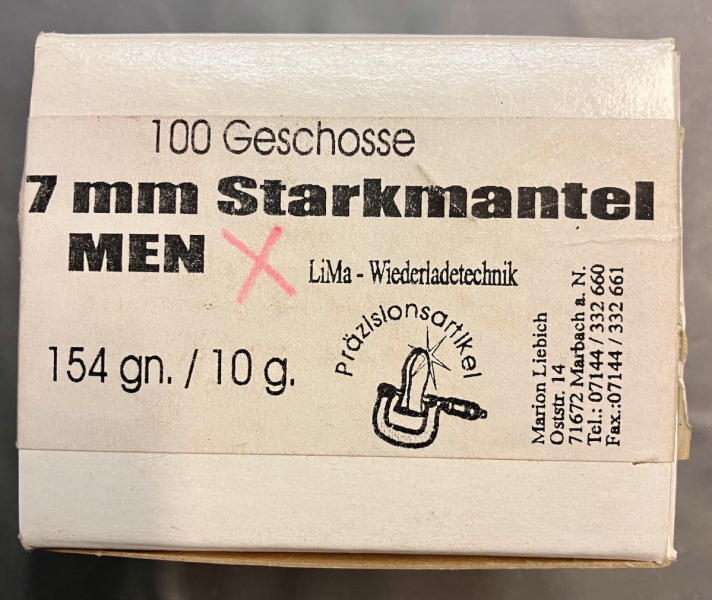 100 Geschosse
7 mm Starkmantel
MEN X
LiMa - Wiederladetechnik
Präzisionsartikel
154 gn. / 10 g.
Marion Liebich
Oststr. 14
71672 Marbach a. N.
Tel.: 07144 / 332 660
Fax.:07144 / 332 661